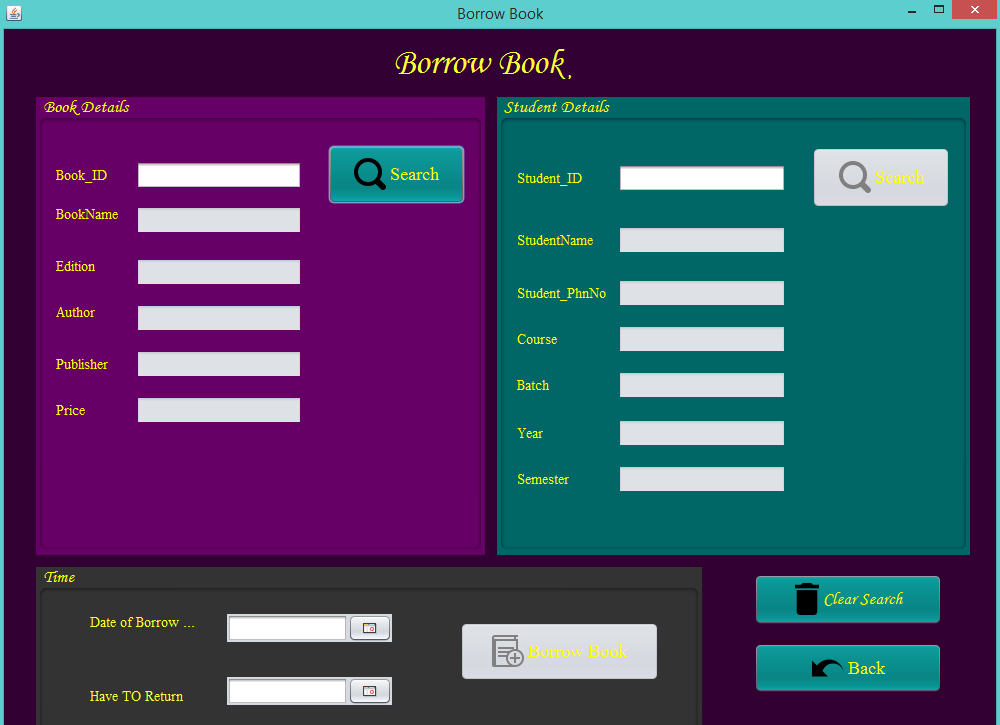 Borrow Book
Borrow Book.
Book Details
Book_ID
Search
BookName
Edition
Author
Publisher
Price
Student Details
Student_ID
Search
StudentName
Student_PhnNo
Course
Batch
Year
Semester
Time
Date of Borrow ...
Have TO Return
Borrow Book
Clear Search
Back